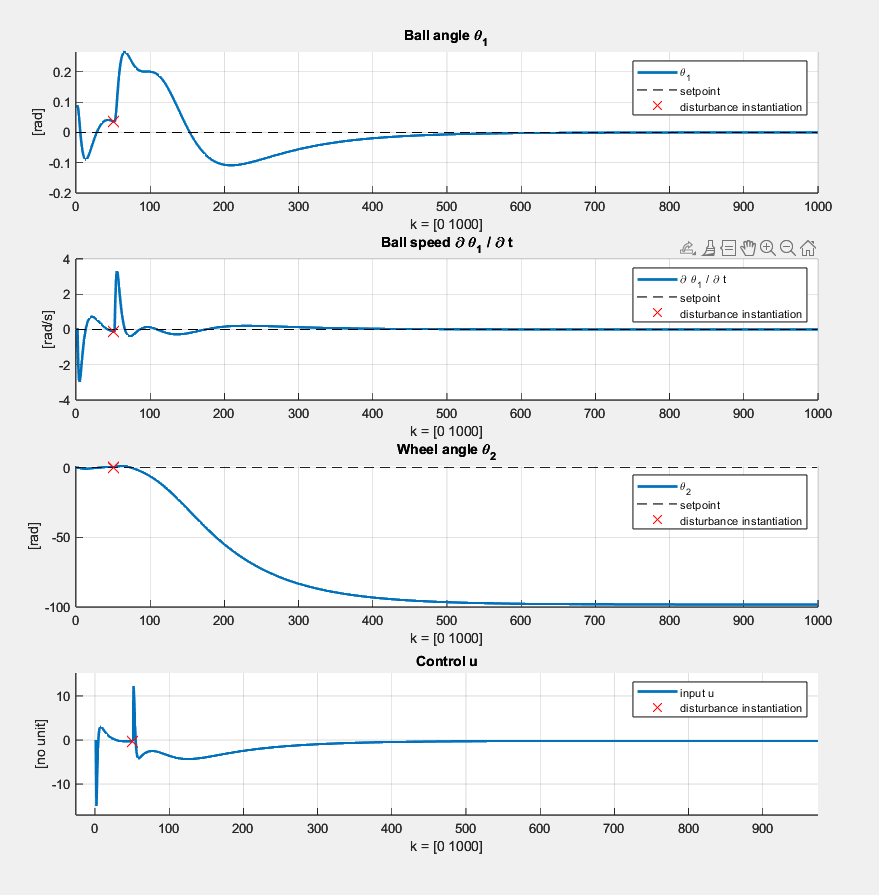 Ball angle θ1
0.2
0.1
0
-0.1
-0.2
[rad]
θ1
setpoint
disturbance instantiation
0 100 200 300 400 500 600 700 800 900 1000
k = [0 1000]
Ball speed ∂ θ1 / ∂ t
4
2
0
-2
-4
[rad/s]
∂ θ1 / ∂ t
setpoint
disturbance instantiation
0 100 200 300 400 500 600 700 800 900 1000
k = [0 1000]
Wheel angle θ2
0
-50
-100
[rad]
θ2
setpoint
disturbance instantiation
0 100 200 300 400 500 600 700 800 900 1000
k = [0 1000]
Control u
10
0
-10
[no unit]
input u
disturbance instantiation
0 100 200 300 400 500 600 700 800 900
k = [0 1000]